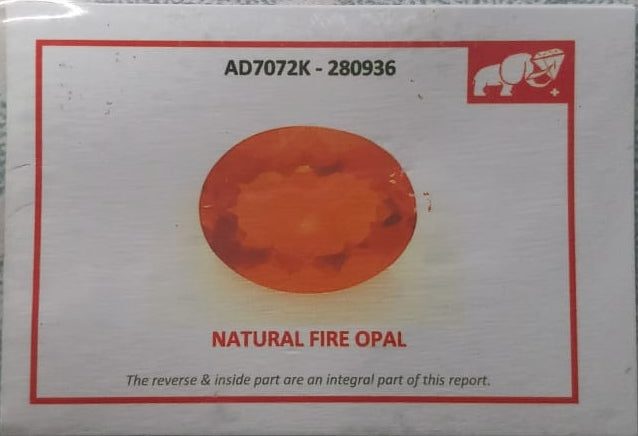 AD7072K - 280936
NATURAL FIRE OPAL
The reverse & inside part are an integral part of this report.